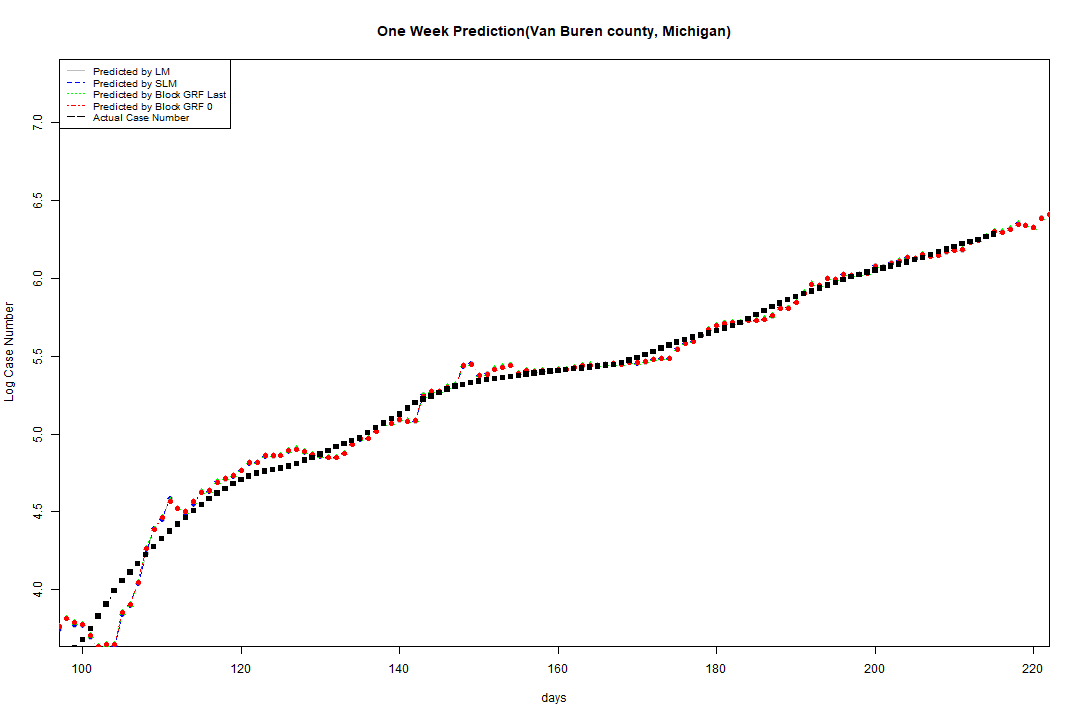 One Week Prediction(Van Buren county, Michigan)
Predicted by LM
Predicted by SLM
Predicted by Block GRF Last
Predicted by Block GRF 0
Actual Case Number
7.0
6.5
6.0
5.5
5.0
4.5
4.0
Log Case Number
100 120 140 160 180 200 220
days